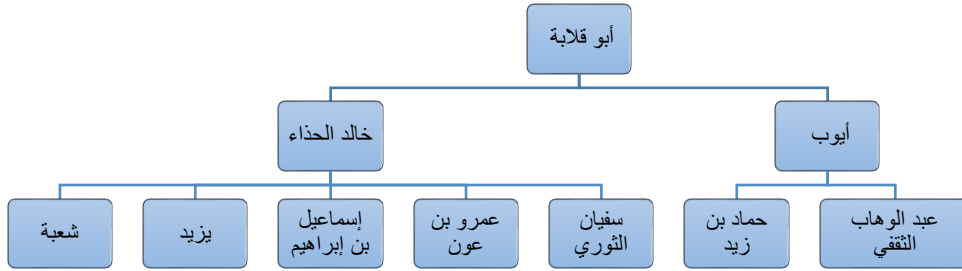 أبو قلابة
أيوب
خالد الحذاء
عبد الوهاب
الثقفي
حماد بن
زيد
سفيان
الثوري
عمرو بن
عون
إسماعيل
بن إبراهيم
يزيد
شعبة